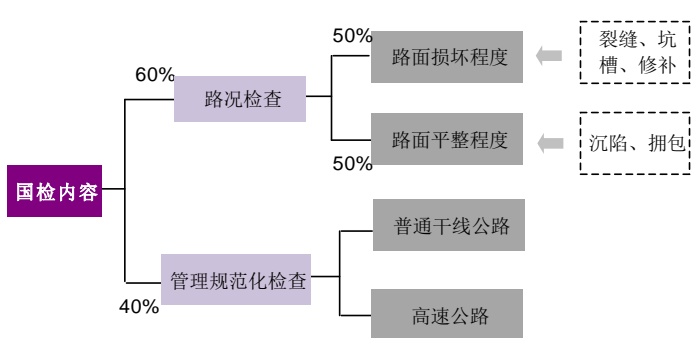 50%
裂缝、坑
槽、修补
路面损坏程度
60%
路况检查
路面平整程度
沉陷、拥包
50%
国检内容
普通干线公路
管理规范化检查
40%
高速公路